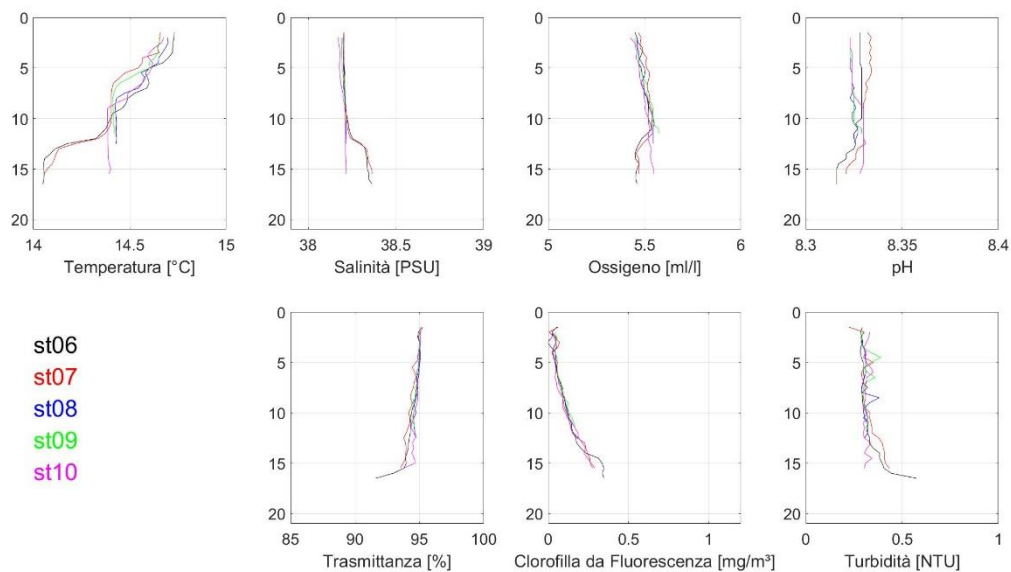 0
5
10
15
20
14 14.5 15
Temperatura [°C]
0
5
10
15
20
38 38.5 39
Salinità [PSU]
0
5
10
15
20
5 5.5 6
Ossigeno [ml/l]
0
5
10
15
20
8.3 8.35 8.4
pH
st06
st07
st08
st09
st10
0
5
10
15
20
85 90 95 100
Trasmittanza [%]
0
5
10
15
20
0 0.5 1
Clorofilla da Fluorescenza [mg/m³]
0
5
10
15
20
0 0.5 1
Turbidità [NTU]